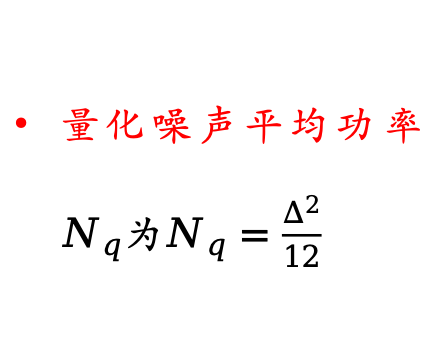 • 量化噪声平均功率
N_q为N_q = Δ²/12